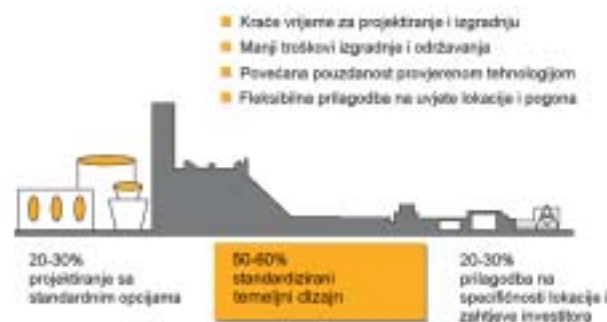 Kraće vrijeme za projektiranje i izgradnju
Manji troškovi izgradnje i održavanja
Povećana pouzdanost provjerenom tehnologijom
Fleksibilna prilagodba na uvjete lokacije i pogona
20-30%
projektiranje sa
standardnim opcijama
50-60%
standardizirani
temeljni dizajn
20-30%
prilagodba na
specifičnosti lokacije i
zahtjeve investitora